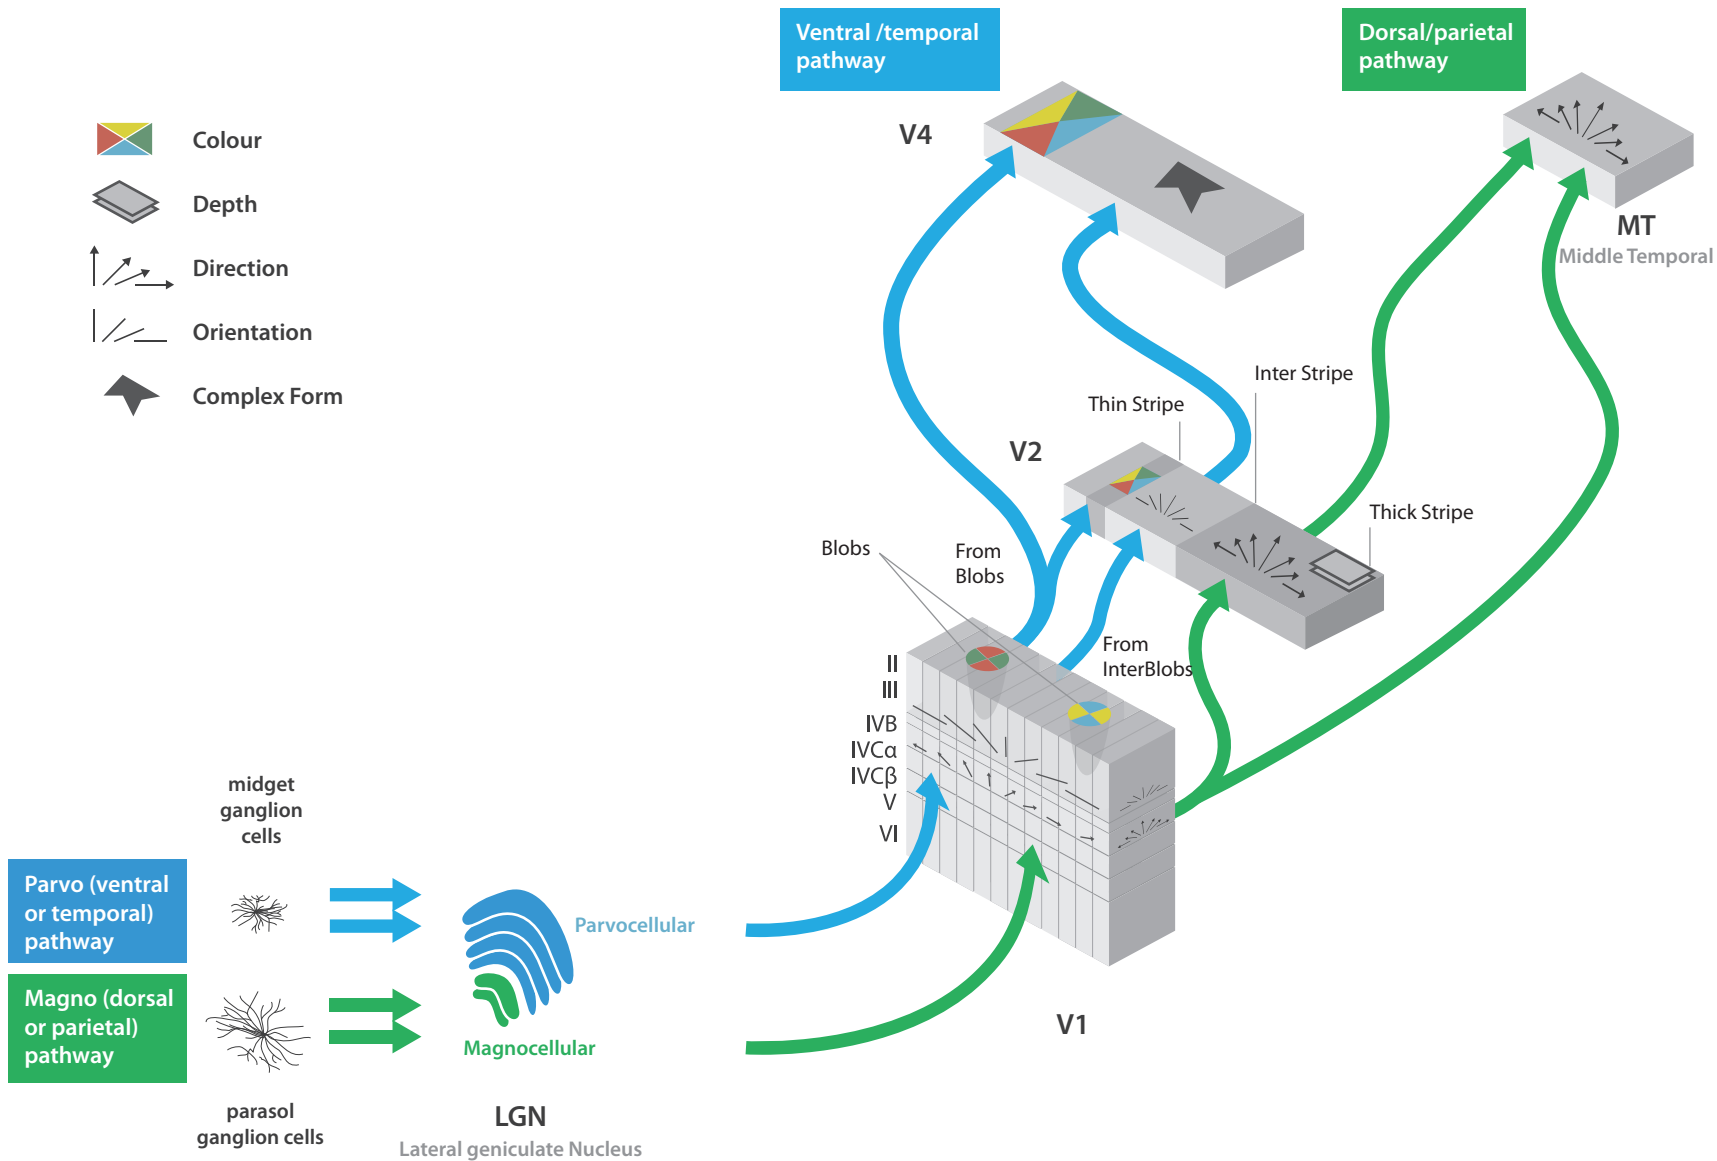 Ventral /temporal
pathway
Dorsal/parietal
pathway
Colour
Depth
Direction
Orientation
Complex Form
V4
MT
Middle Temporal
Inter Stripe
Thin Stripe
V2
Thick Stripe
Blobs
From
Blobs
From
InterBlobs
II
III
IVB
IVCα
IVCβ
V
VI
V1
midget
ganglion
cells
Parvo (ventral
or temporal)
pathway
Parvocellular
Magno (dorsal
or parietal)
pathway
Magnocellular
parasol
ganglion cells
LGN
Lateral geniculate Nucleus